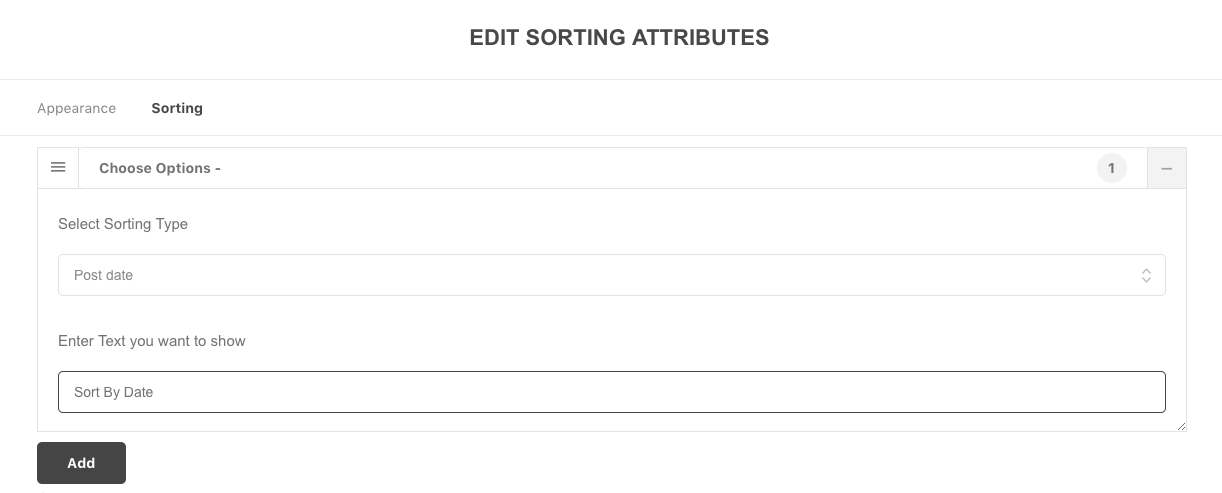 EDIT SORTING ATTRIBUTES
Appearance Sorting
Choose Options - 1
Select Sorting Type
Post date
Enter Text you want to show
Sort By Date
Add